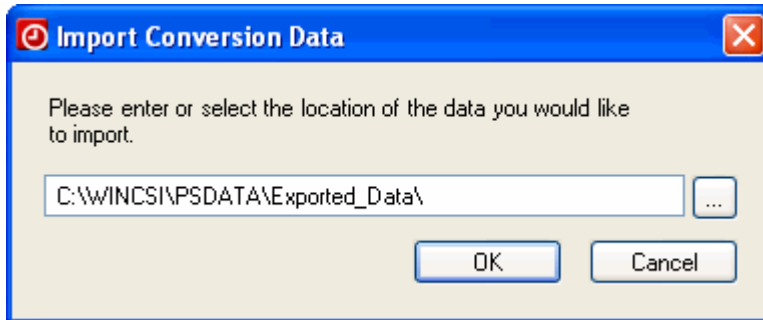 Import Conversion Data
Please enter or select the location of the data you would like
to import.
C:\WINCSI\PSDATA\Exported_Data\
...
OK Cancel